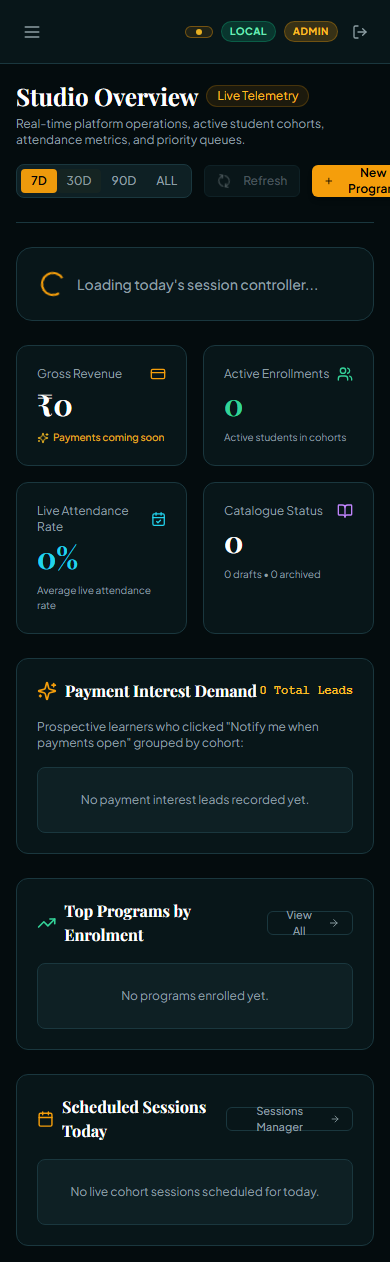 LOCAL
ADMIN
Studio Overview
Live Telemetry
Real-time platform operations, active student cohorts,
attendance metrics, and priority queues.
7D
30D
90D
ALL
Refresh
New
Loading today's session controller...
Gross Revenue
₹0
Payments coming soon
Active Enrollments
0
Active students in cohorts
Live Attendance
Rate
0%
Average live attendance
rate
Catalogue Status
0
0 drafts • 0 archived
Payment Interest Demand
0 Total Leads
Prospective learners who clicked "Notify me when
payments open" grouped by cohort:
No payment interest leads recorded yet.
Top Programs by
Enrolment
View
All
No programs enrolled yet.
Scheduled Sessions
Today
Sessions
Manager
No live cohort sessions scheduled for today.